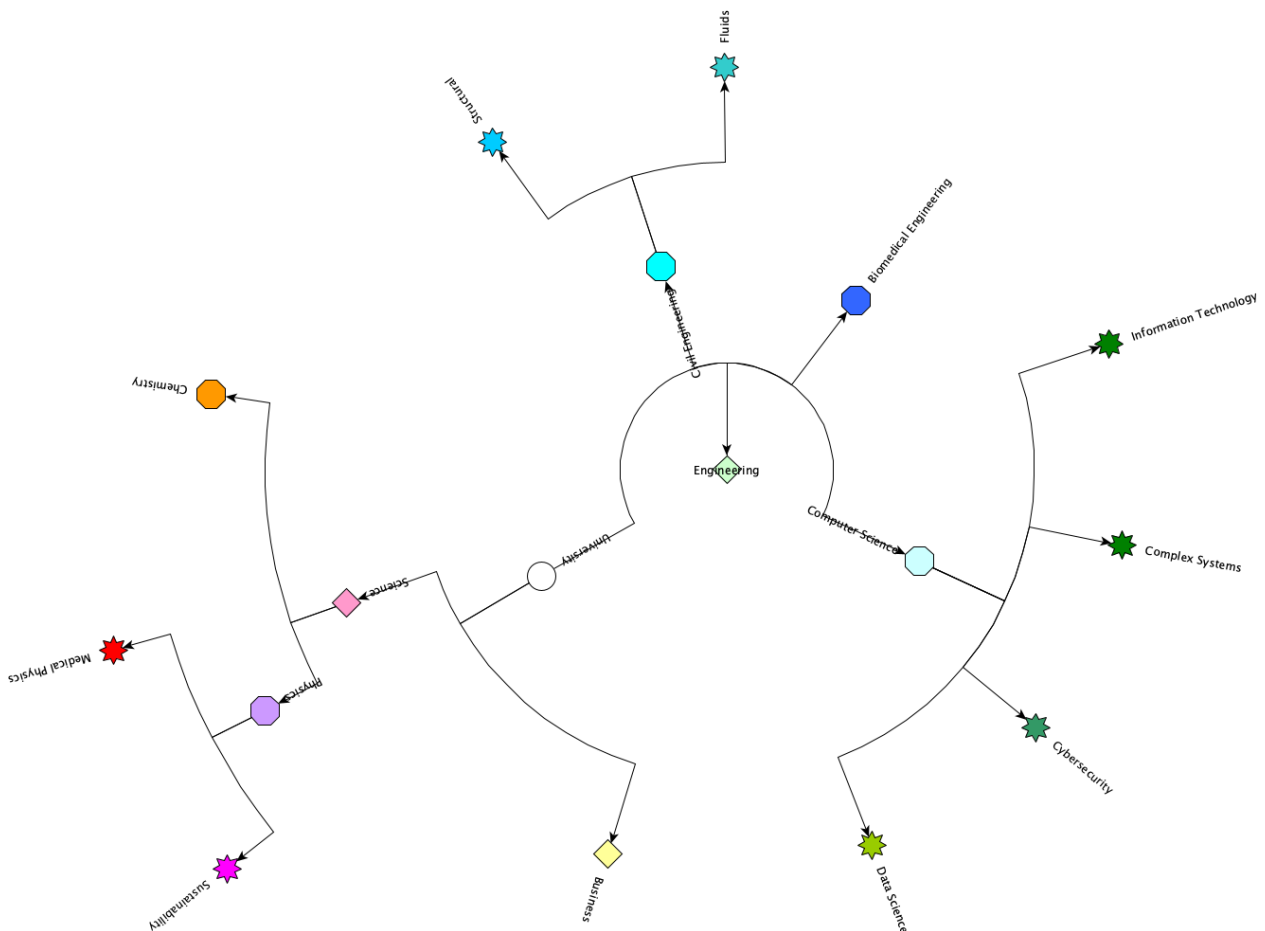 Fluids
Structural
Biomedical Engineering
Information Technology
Civil Engineering
Chemistry
Engineering
Computer Science
University
Complex Systems
Science
Medical Physics
Physics
Cybersecurity
Sustainability
Business
Data Science